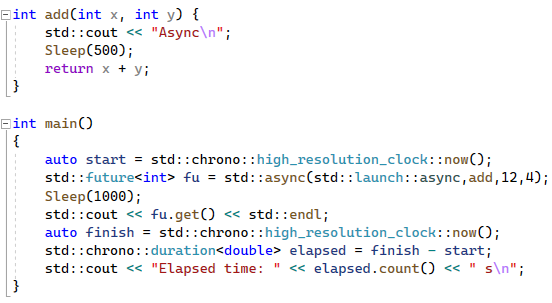 int add(int x, int y) {
    std::cout << "Async\n";
    Sleep(500);
    return x + y;
}
int main()
{
    auto start = std::chrono::high_resolution_clock::now();
    std::future<int> fu = std::async(std::launch::async,add,12,4);
    Sleep(1000);
    std::cout << fu.get() << std::endl;
    auto finish = std::chrono::high_resolution_clock::now();
    std::chrono::duration<double> elapsed = finish - start;
    std::cout << "Elapsed time: " << elapsed.count() << " s\n";
}